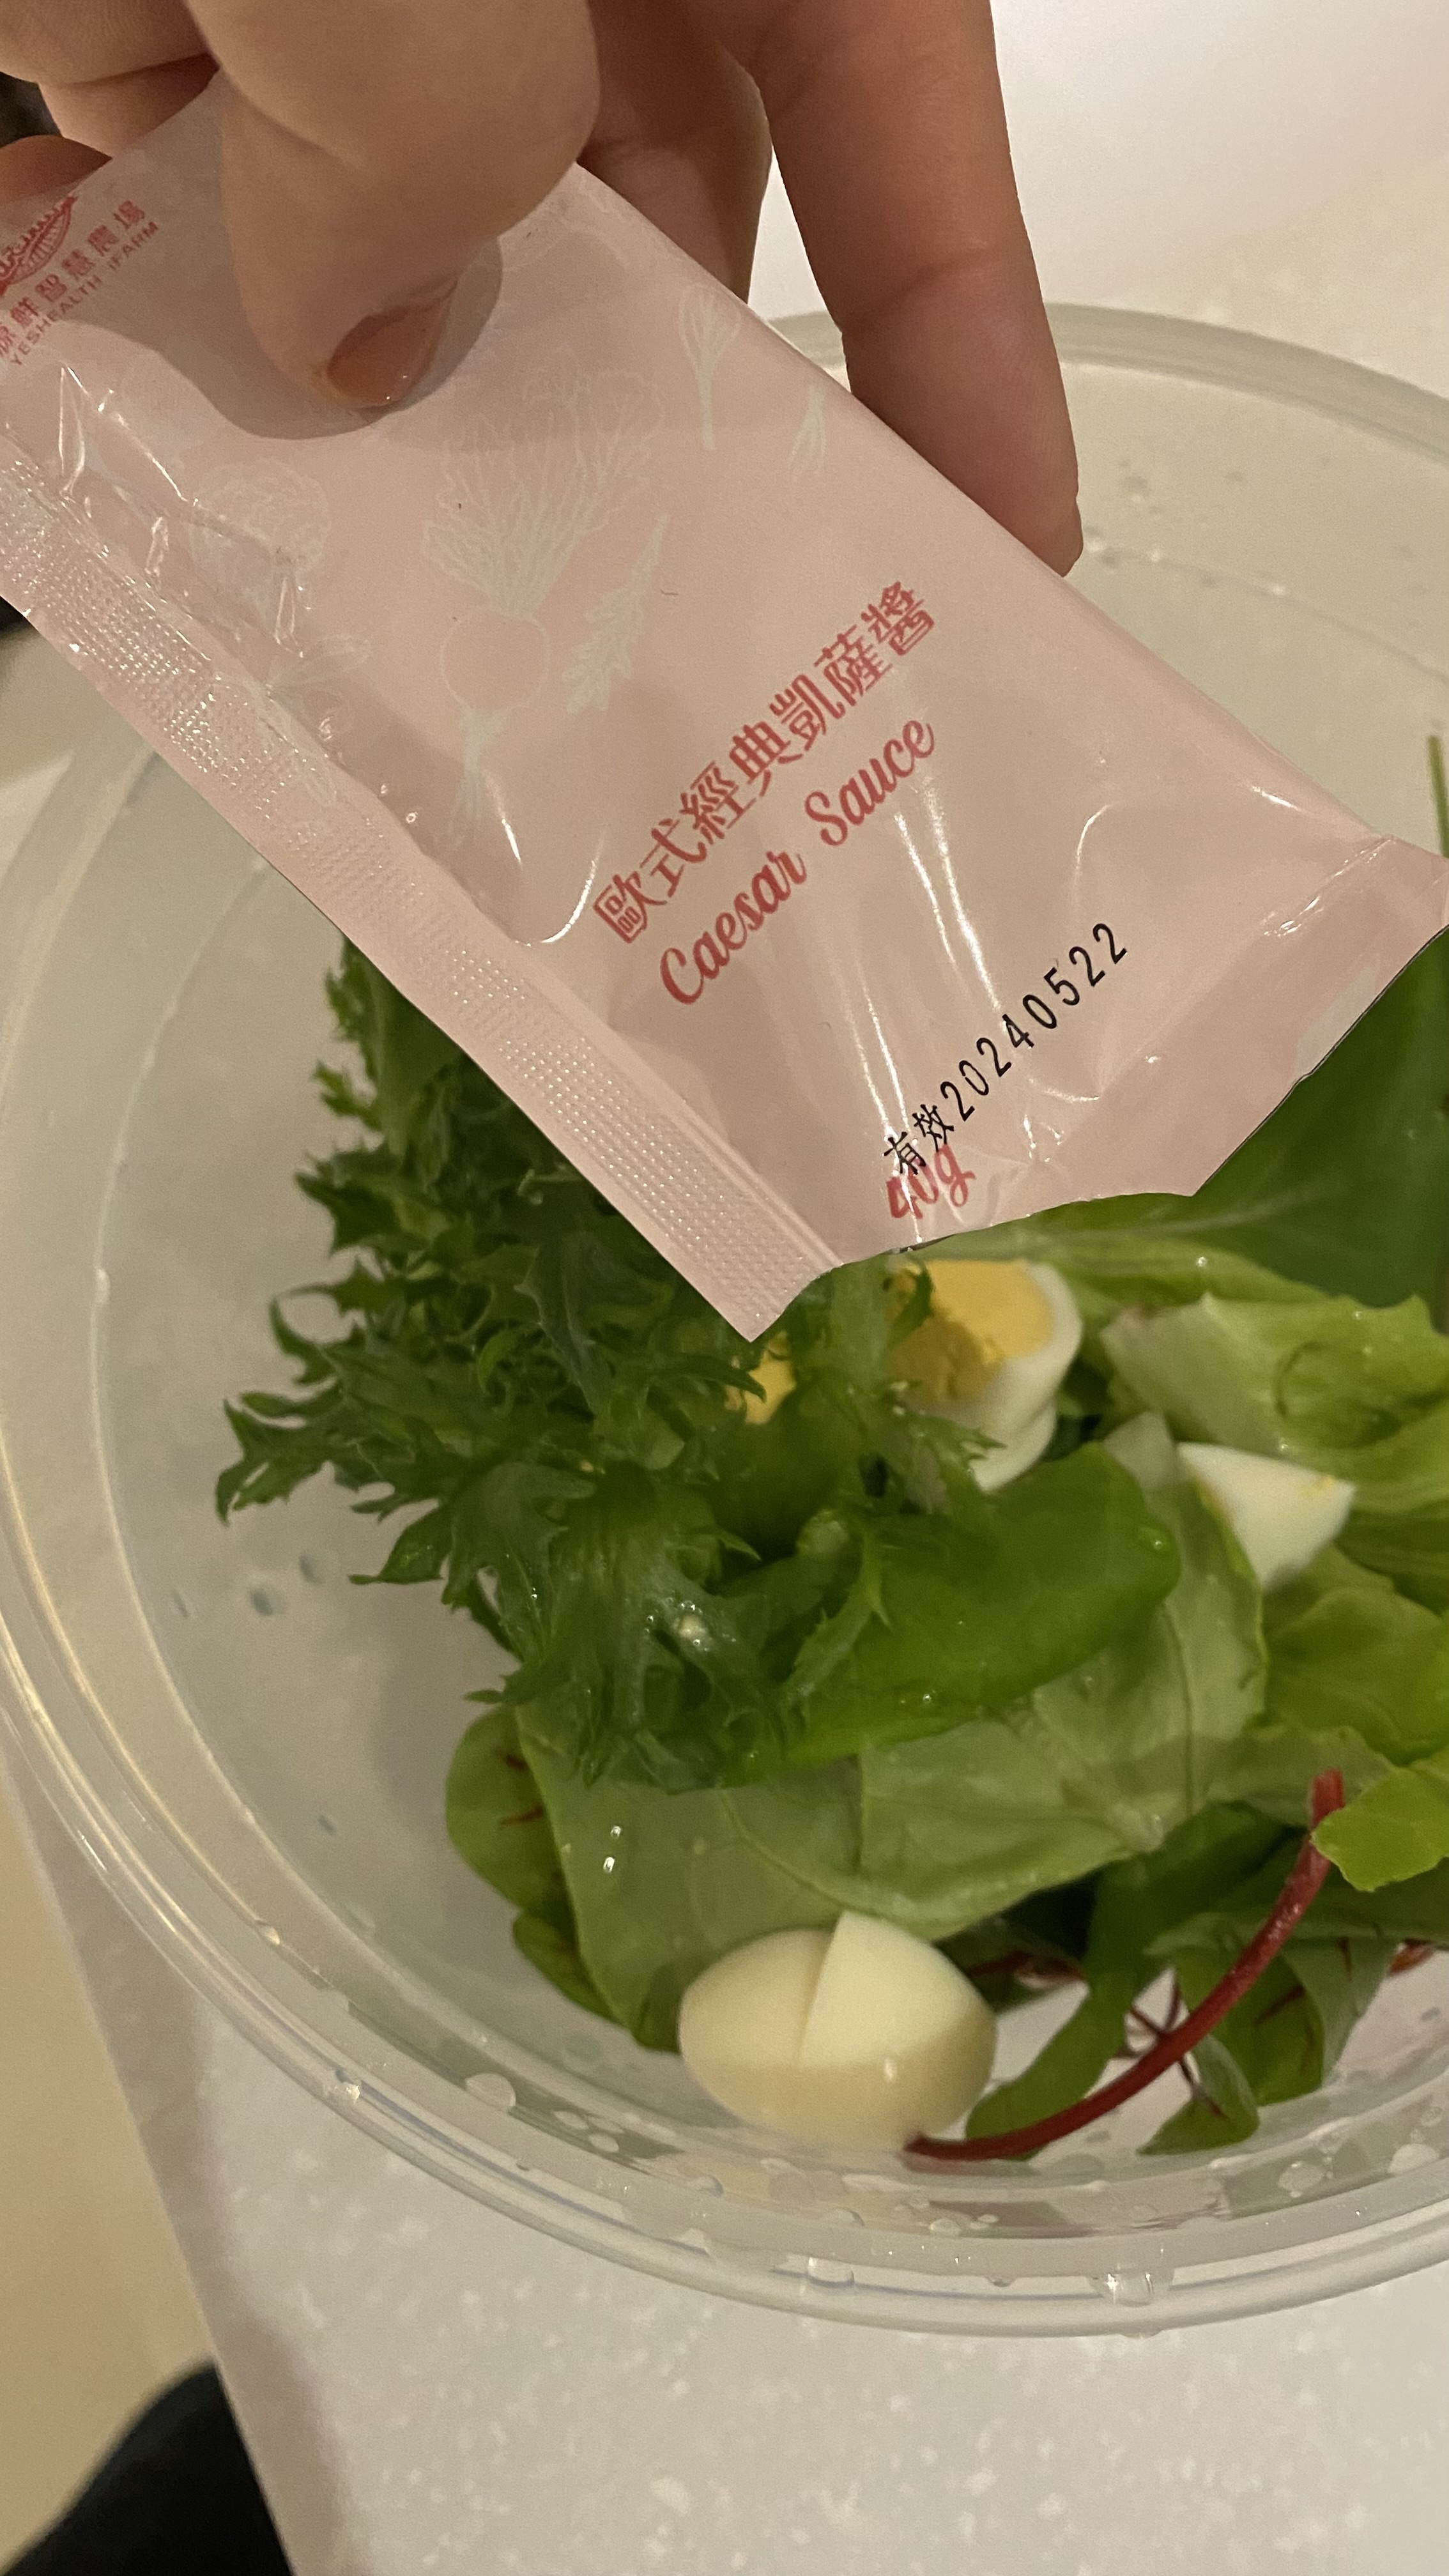 源鮮智慧農場
YESHEALTH iFARM
歐式經典凱薩醬
Caesar Sauce
有效20240522
40g